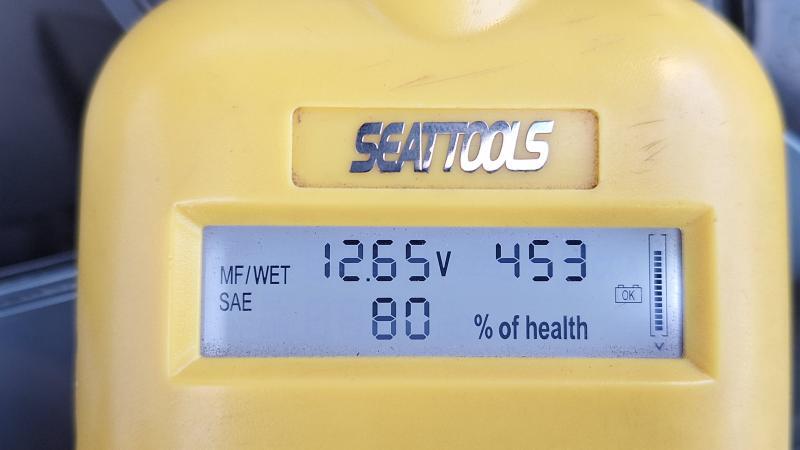 SEATTOOLS
MF/WET 12.65V 453
SAE 80 % of health
OK